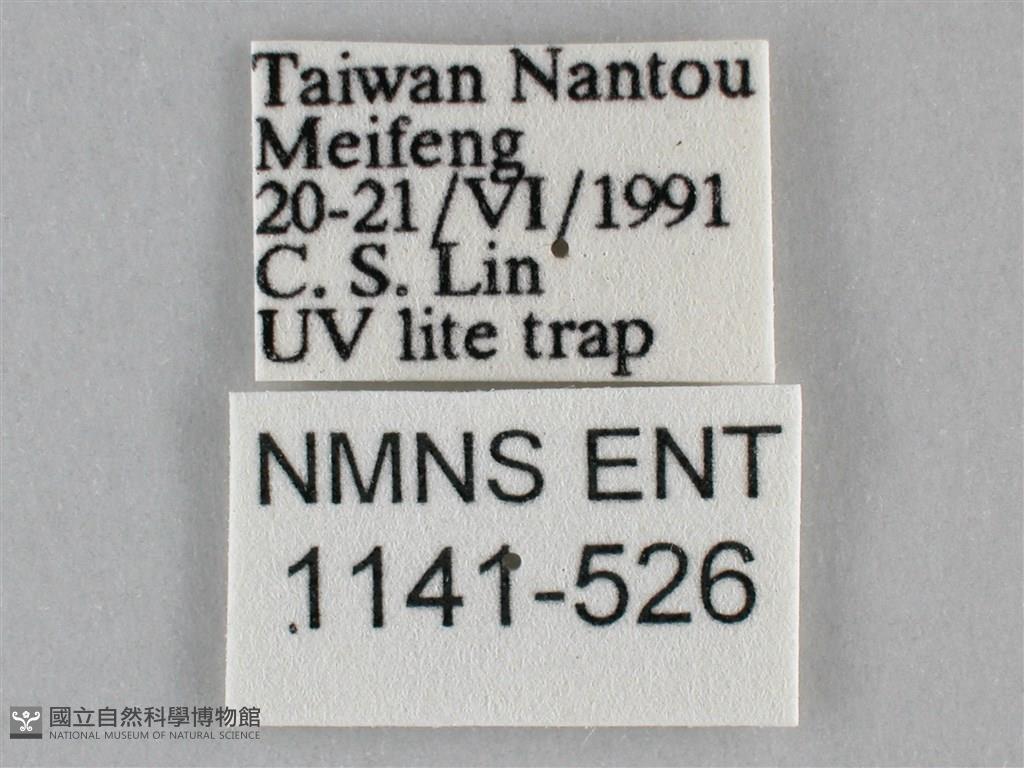 Taiwan Nantou
Meifeng
20-21/VI/1991
C. S. Lin
UV lite trap
NMNS ENT
1141-526
國立自然科學博物館
NATIONAL MUSEUM OF NATURAL SCIENCE